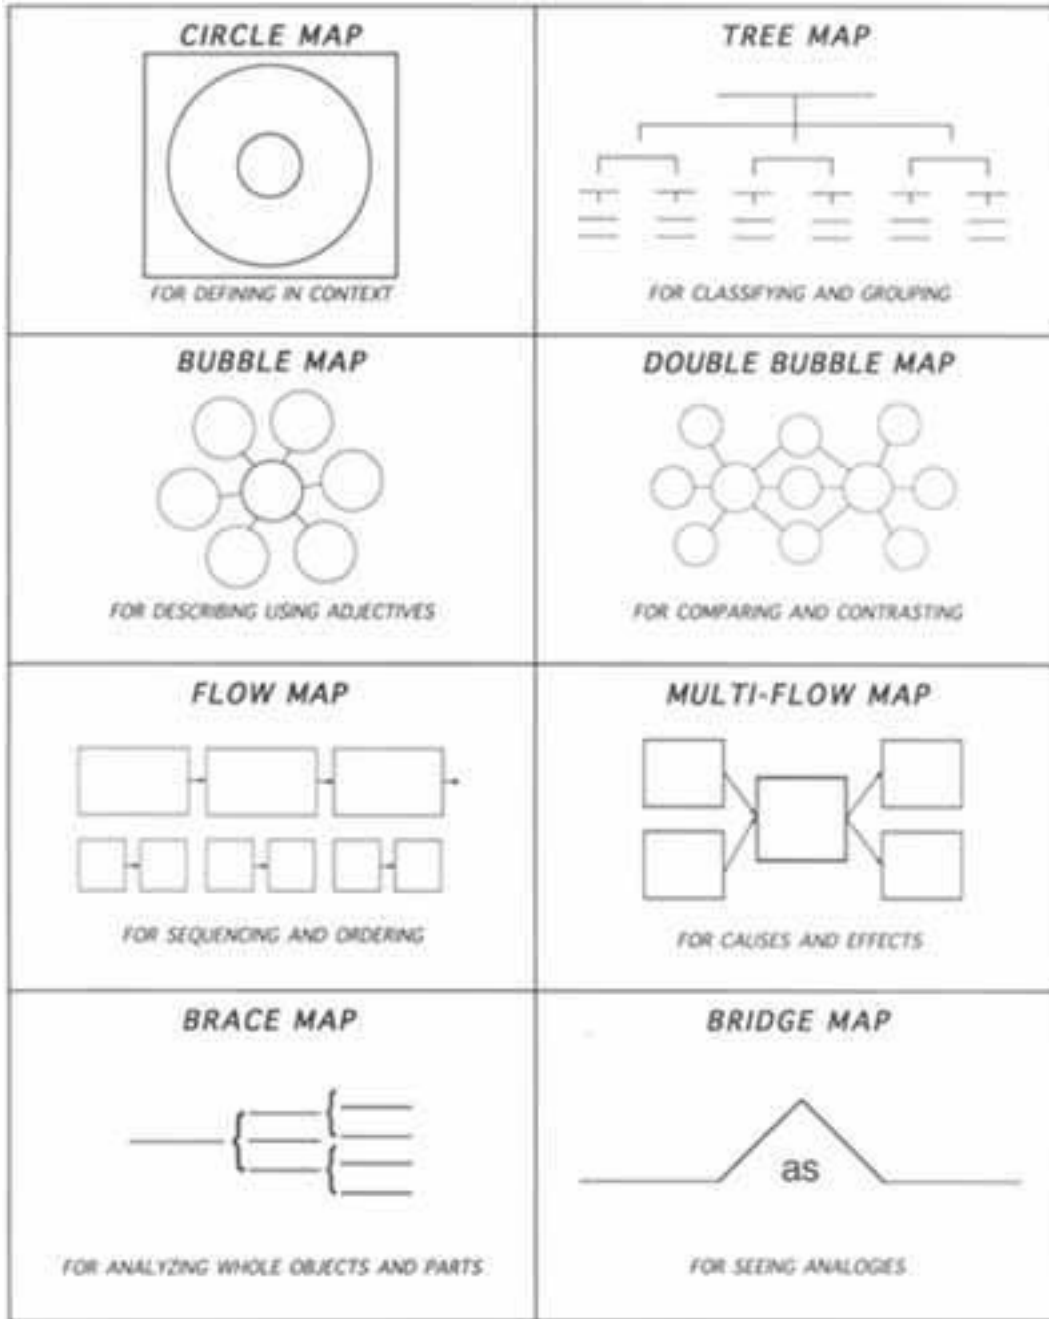 CIRCLE MAP
FOR DEFINING IN CONTEXT
TREE MAP
FOR CLASSIFYING AND GROUPING
BUBBLE MAP
FOR DESCRIBING USING ADJECTIVES
DOUBLE BUBBLE MAP
FOR COMPARING AND CONTRASTING
FLOW MAP
FOR SEQUENCING AND ORDERING
MULTI-FLOW MAP
FOR CAUSES AND EFFECTS
BRACE MAP
FOR ANALYZING WHOLE OBJECTS AND PARTS
BRIDGE MAP
as
FOR SEEING ANALOGIES